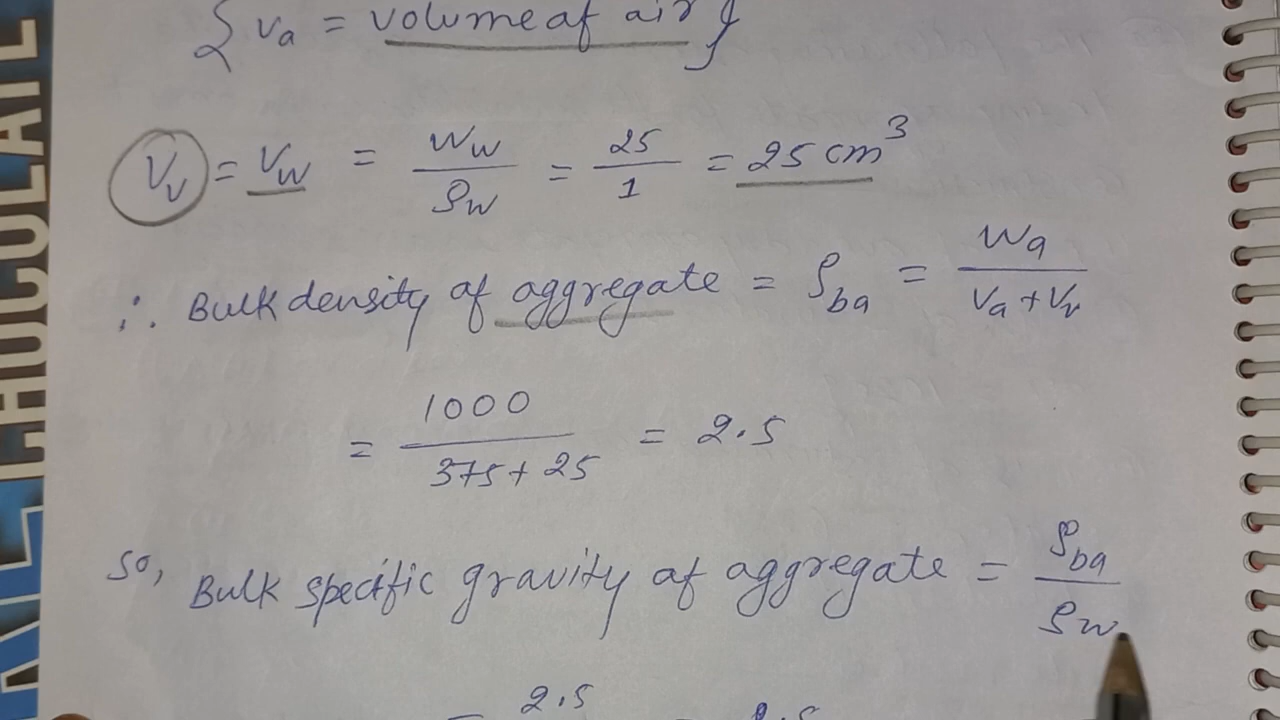 { Va = volume of air }
Vv = Vw = Ww / ρw = 25 / 1 = 25 cm³
∴ Bulk density of aggregate = ρba = Wa / (Va + Vv)
= 1000 / (375 + 25) = 2.5
So, Bulk specific gravity of aggregate = ρba / ρw
= 2.5